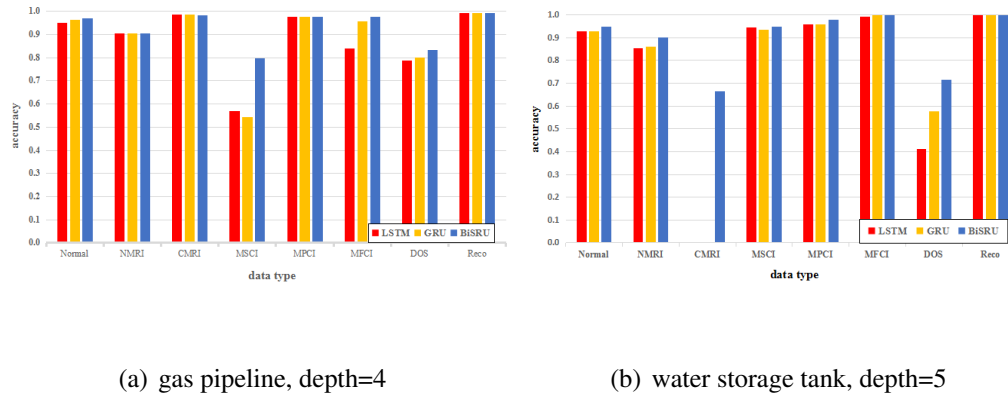 1.0
0.9
0.8
0.7
0.6
0.5
0.4
0.3
0.2
0.1
0.0
accuracy
LSTM GRU BiSRU
Normal NMRI CMRI MSCI MPCI MFCI DOS Reco
data type
(a) gas pipeline, depth=4
1.0
0.9
0.8
0.7
0.6
0.5
0.4
0.3
0.2
0.1
0.0
accuracy
LSTM GRU BiSRU
Normal NMRI CMRI MSCI MPCI MFCI DOS Reco
data type
(b) water storage tank, depth=5